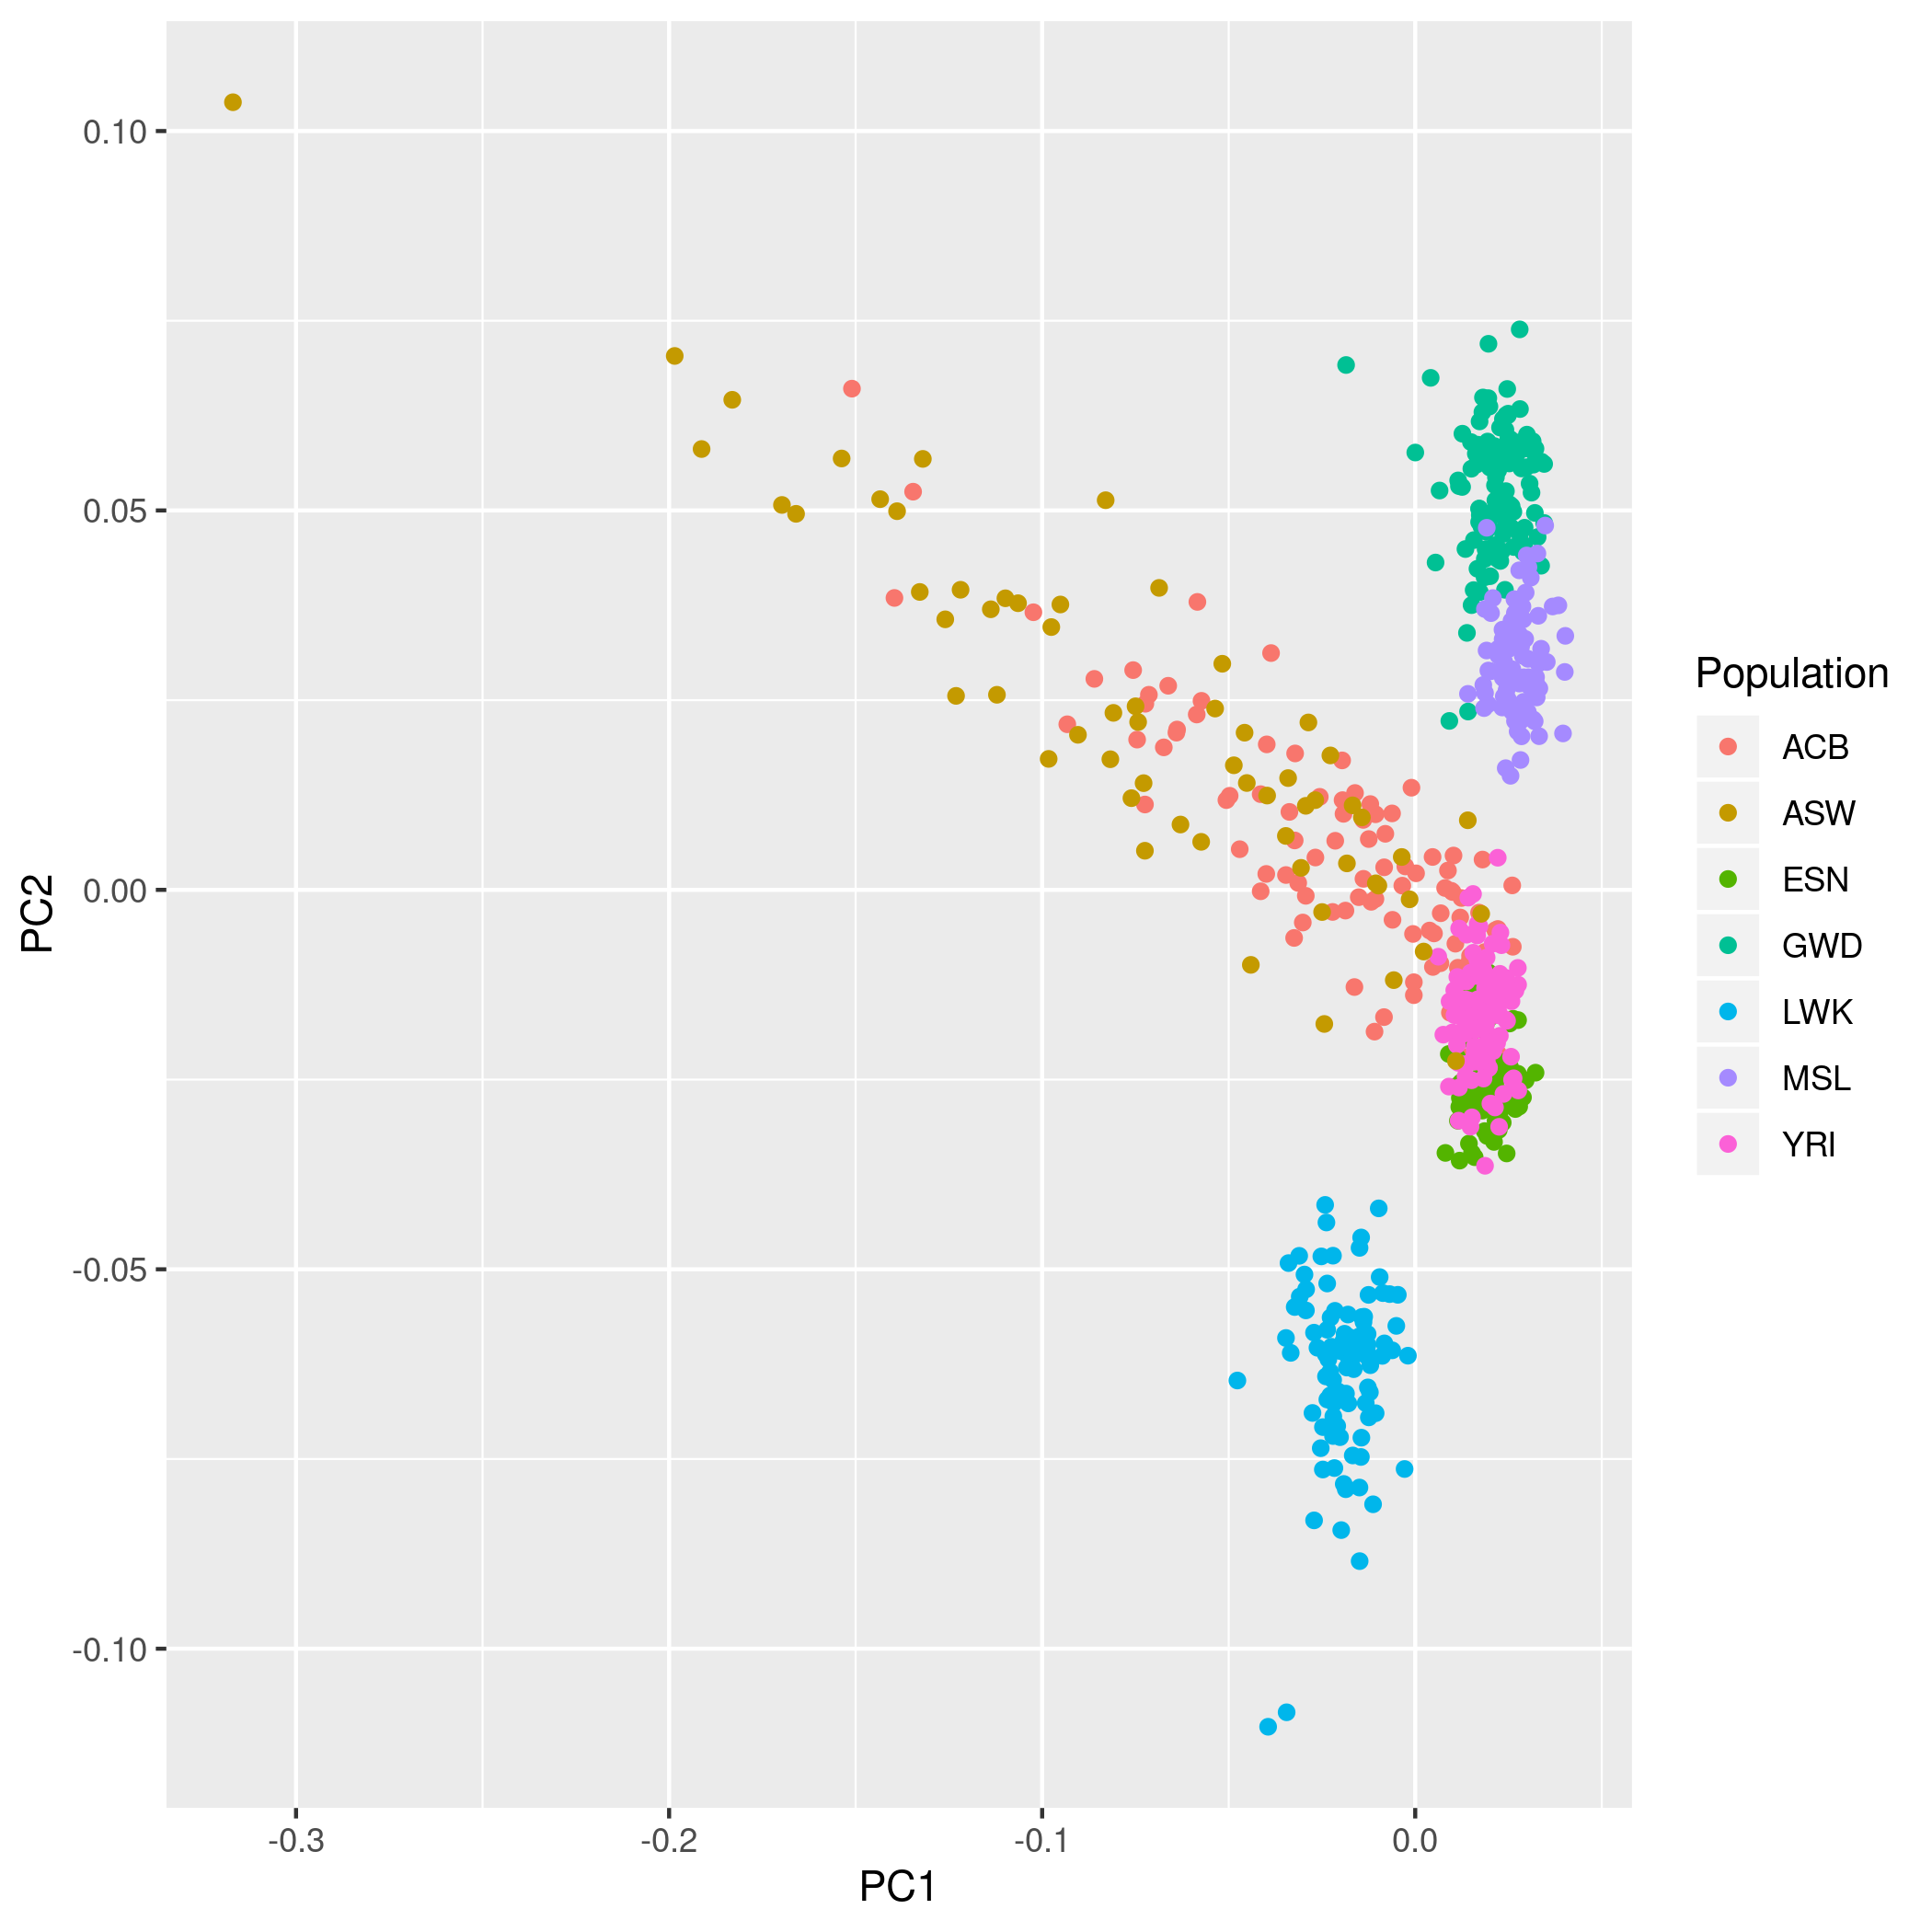 0.10
0.05
0.00
-0.05
-0.10
PC2
-0.3
-0.2
-0.1
0.0
PC1
Population
ACB
ASW
ESN
GWD
LWK
MSL
YRI